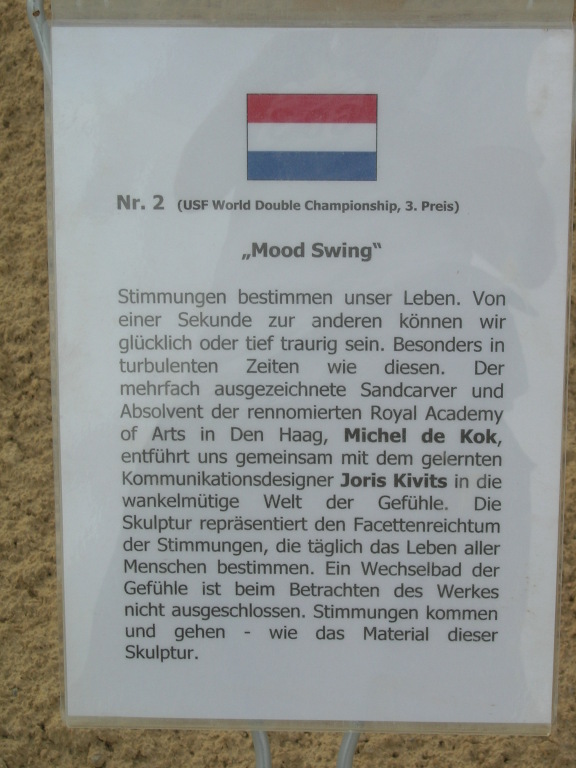 Nr. 2 (USF World Double Championship, 3. Preis)
„Mood Swing“
Stimmungen bestimmen unser Leben. Von
einer Sekunde zur anderen können wir
glücklich oder tief traurig sein. Besonders in
turbulenten Zeiten wie diesen. Der
mehrfach ausgezeichnete Sandcarver und
Absolvent der rennomierten Royal Academy
of Arts in Den Haag, Michel de Kok,
entführt uns gemeinsam mit dem gelernten
Kommunikationsdesigner Joris Kivits in die
wankelmütige Welt der Gefühle. Die
Skulptur repräsentiert den Facettenreichtum
der Stimmungen, die täglich das Leben aller
Menschen bestimmen. Ein Wechselbad der
Gefühle ist beim Betrachten des Werkes
nicht ausgeschlossen. Stimmungen kommen
und gehen - wie das Material dieser
Skulptur.